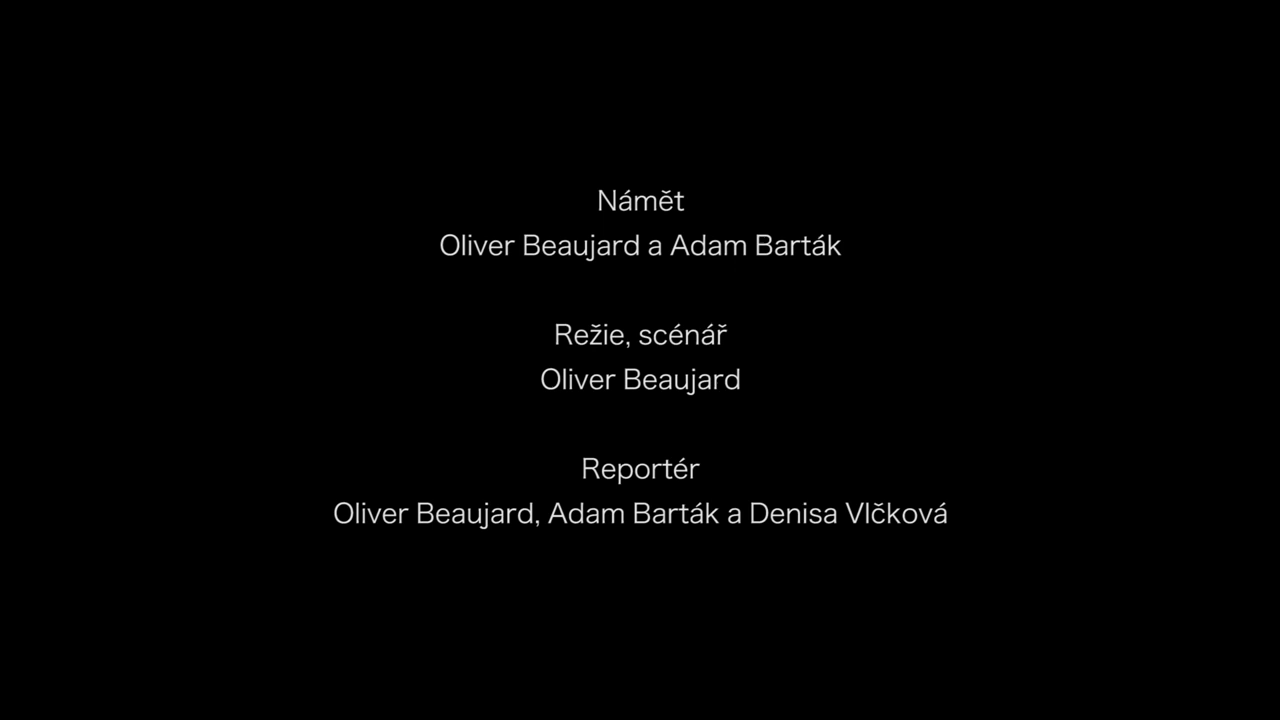 Námět
Oliver Beaujard a Adam Barták
Režie, scénář
Oliver Beaujard
Reportér
Oliver Beaujard, Adam Barták a Denisa Vlčková